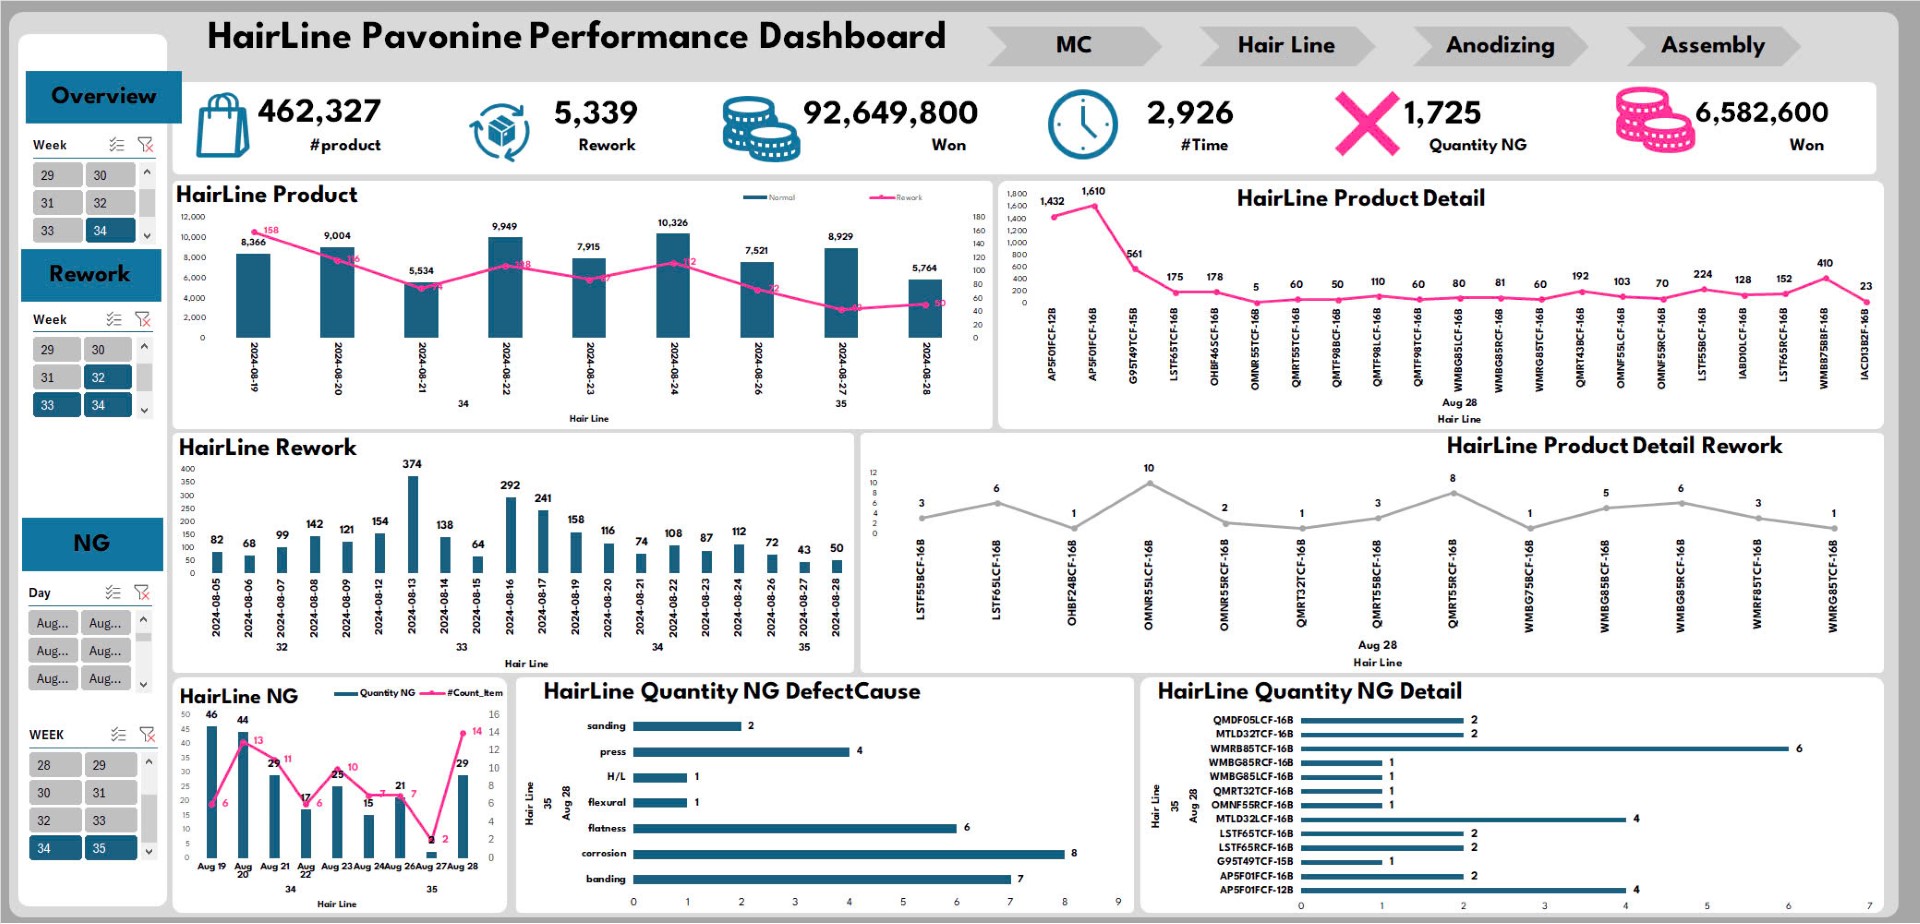 HairLine Pavonine Performance Dashboard
MC
Hair Line
Anodizing
Assembly
Overview
462,327
#product
5,339
Rework
92,649,800
Won
2,926
#Time
1,725
Quantity NG
6,582,600
Won
Week
29 30
31 32
33 34
Rework
Week
29 30
31 32
33 34
NG
Day
Aug... Aug...
Aug... Aug...
Aug... Aug...
WEEK
28 29
30 31
32 33
34 35
HairLine Product
Normal Rework
12,000
10,000
8,000
6,000
4,000
2,000
0
8,366 9,004 5,534 9,949 7,915 10,326 7,521 8,929 5,764
158
112
50
180
160
140
120
100
80
60
40
20
0
2024-08-19 2024-08-20 2024-08-21 2024-08-22 2024-08-23 2024-08-24 2024-08-26 2024-08-27 2024-08-28
34 35
Hair Line
HairLine Product Detail
1,800
1,600
1,400
1,200
1,000
800
600
400
200
0
1,432 1,610 561 175 178 5 60 50 110 60 80 81 60 192 103 70 224 128 152 410 23
AP5F01FCF-12B AP5F01FCF-16B G95T49TCF-15B LSTF65TCF-16B OHBF46SCF-16B OMNR55TCF-16B QMRT55TCF-16B QMTF98BCF-16B QMTF98LCF-16B QMTF98TCF-16B WMBG85LCF-16B WMBG85RCF-16B WMRG85TCF-16B QMRT43BCF-16B OMNF55LCF-16B OMNF55RCF-16B LSTF55BCF-16B IABD10LCF-16B LSTF65RCF-16B WMRB75BBF-16B IACD13B2F-16B
Aug 28
Hair Line
HairLine Rework
400
350
300
250
200
150
100
50
0
82 68 99 142 121 154 374 138 64 292 241 158 116 74 108 87 112 72 43 50
2024-08-05 2024-08-06 2024-08-07 2024-08-08 2024-08-09 2024-08-12 2024-08-13 2024-08-14 2024-08-15 2024-08-16 2024-08-17 2024-08-19 2024-08-20 2024-08-21 2024-08-22 2024-08-23 2024-08-24 2024-08-26 2024-08-27 2024-08-28
32 33 34 35
Hair Line
HairLine Product Detail Rework
12
10
8
6
4
2
0
3 6 1 10 2 1 3 8 1 5 6 3 1
LSTF55BCF-16B LSTF65LCF-16B OHBF24BCF-16B OMNR55LCF-16B OMNR55RCF-16B QMRT32TCF-16B QMRT55BCF-16B QMRT55RCF-16B WMBG75BCF-16B WMBG85BCF-16B WMBG85RCF-16B WMRF85TCF-16B WMRG85TCF-16B
Aug 28
Hair Line
HairLine NG
Quantity NG #Count_Item
50
45
40
35
30
25
20
15
10
5
0
46 44 29 17 25 15 21 2 29
6 13 11 6 10 7 7 2 14
16
14
12
10
8
6
4
2
0
Aug 19 Aug 20 Aug 21 Aug 22 Aug 23 Aug 24 Aug 26 Aug 27 Aug 28
34 35
Hair Line
HairLine Quantity NG DefectCause
Hair Line
35
Aug 28
sanding 2
press 4
H/L 1
flexural 1
flatness 6
corrosion 8
banding 7
0 1 2 3 4 5 6 7 8 9
HairLine Quantity NG Detail
Hair Line
35
Aug 28
QMDF05LCF-16B 2
MTLD32TCF-16B 2
WMRB85TCF-16B 6
WMBG85RCF-16B 1
WMBG85LCF-16B 1
QMRT32TCF-16B 1
OMNF55RCF-16B 1
MTLD32LCF-16B 4
LSTF65TCF-16B 2
LSTF65RCF-16B 2
G95T49TCF-15B 1
AP5F01FCF-16B 2
AP5F01FCF-12B 4
0 1 2 3 4 5 6 7